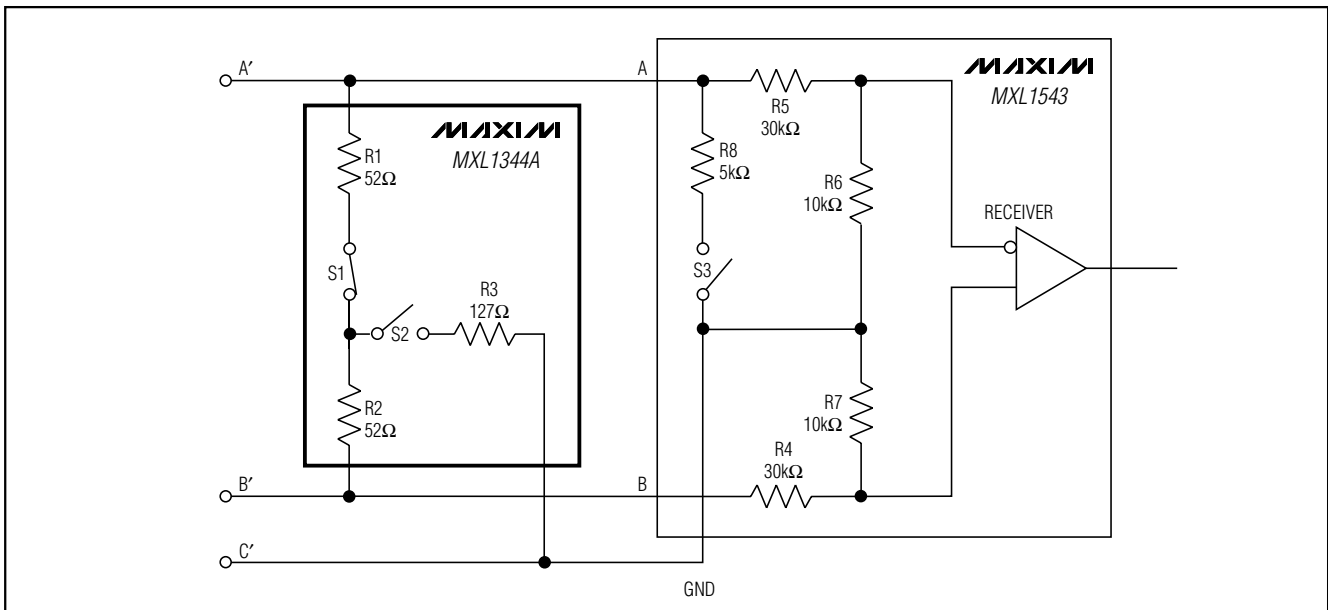 A′
A
MAXIM
MXL1543
R5
30kΩ
MAXIM
MXL1344A
R1
52Ω
R8
5kΩ
R6
10kΩ
RECEIVER
S1
S3
R3
127Ω
S2
R2
52Ω
R7
10kΩ
R4
30kΩ
B′
B
C′
GND